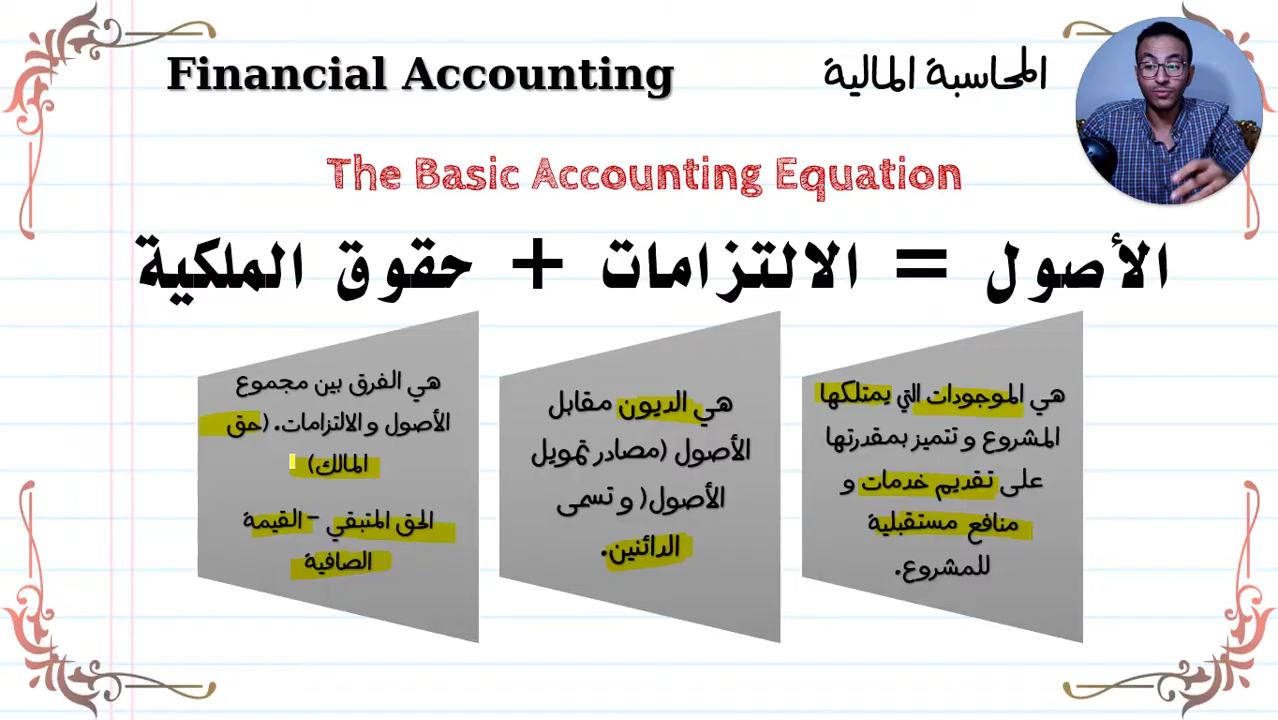 Financial Accounting
المحاسبة المالية
The Basic Accounting Equation
الأصول = الالتزامات + حقوق الملكية
هي الموجودات التي يمتلكها
المشروع و تتميز بمقدرتها
على تقديم خدمات و
منافع مستقبلية
للمشروع.
هي الديون مقابل
الأصول (مصادر تمويل
الأصول( و تسمى
الدائنين.
هي الفرق بين مجموع
الأصول و الالتزامات. (حق
المالك)
الحق المتبقي – القيمة
الصافية